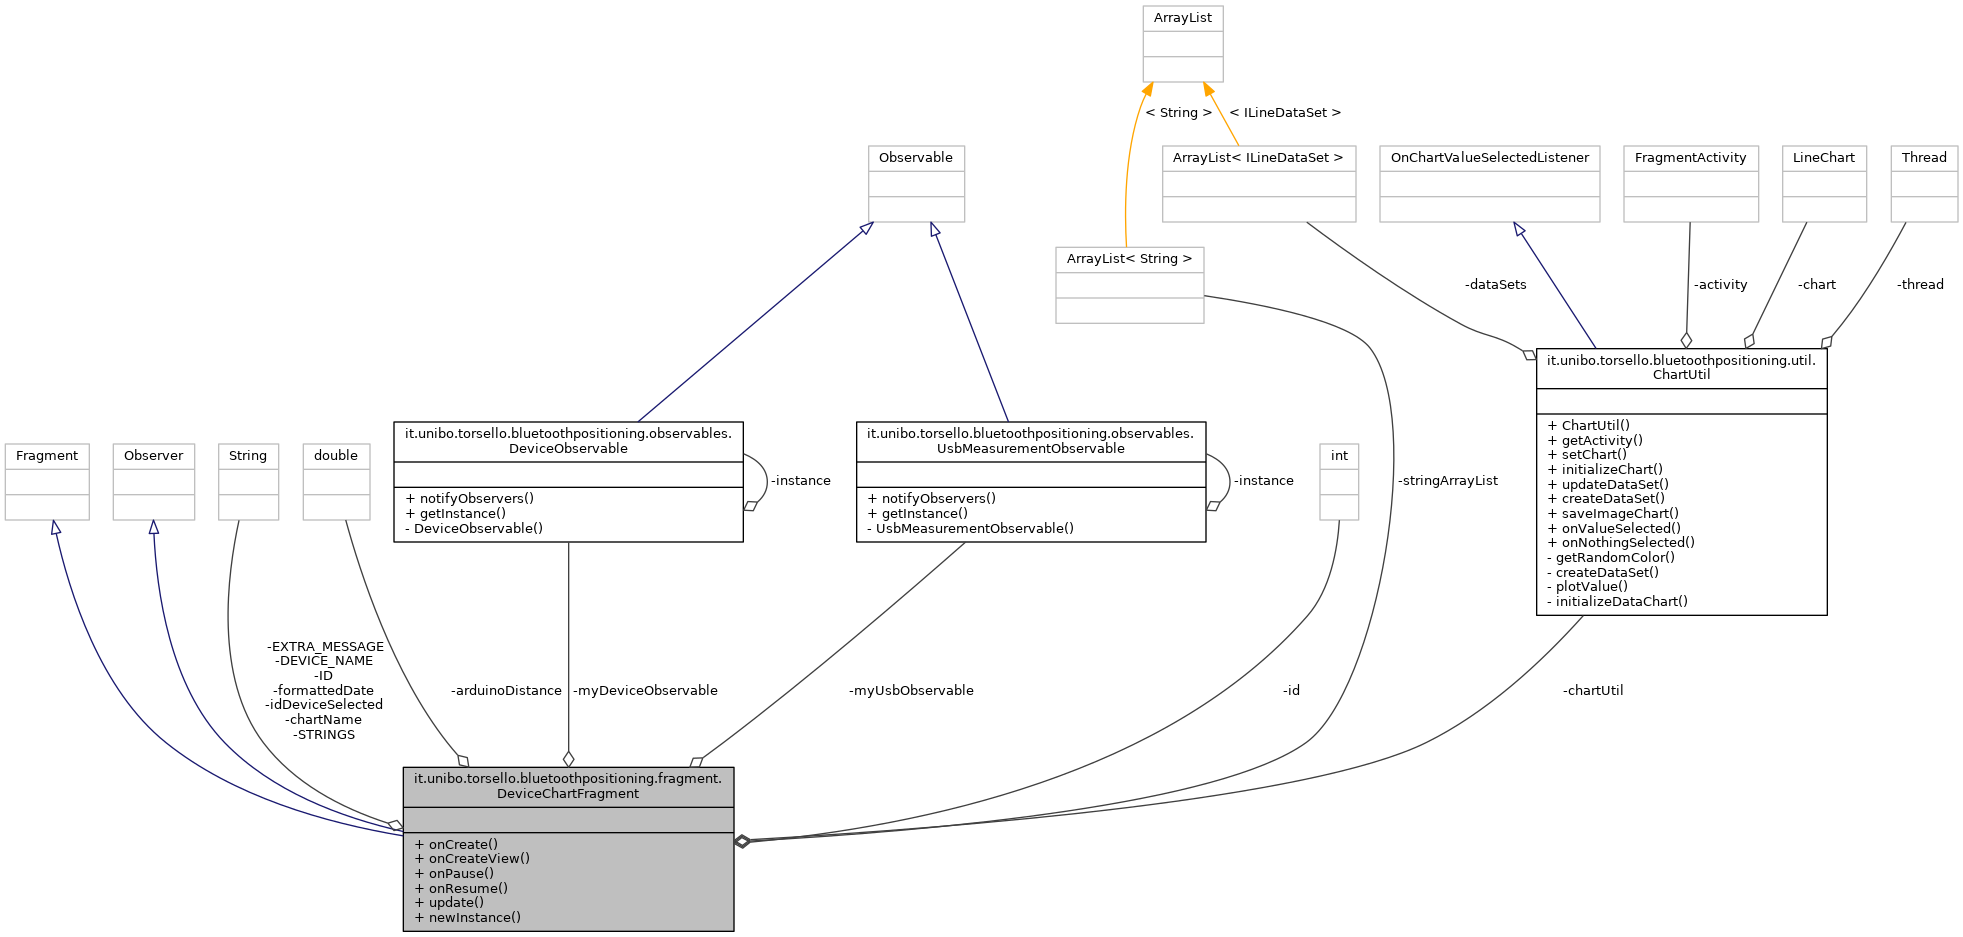 ArrayList
< String >
< ILineDataSet >
Observable
ArrayList< ILineDataSet >
OnChartValueSelectedListener
FragmentActivity
LineChart
Thread
ArrayList< String >
-dataSets
-activity
-chart
-thread
it.unibo.torsello.bluetoothpositioning.util.
ChartUtil
+ ChartUtil()
+ getActivity()
+ setChart()
+ initializeChart()
+ updateDataSet()
+ createDataSet()
+ saveImageChart()
+ onValueSelected()
+ onNothingSelected()
- getRandomColor()
- createDataSet()
- plotValue()
- initializeDataChart()
Fragment
Observer
String
double
it.unibo.torsello.bluetoothpositioning.observables.
DeviceObservable
+ notifyObservers()
+ getInstance()
- DeviceObservable()
-instance
it.unibo.torsello.bluetoothpositioning.observables.
UsbMeasurementObservable
+ notifyObservers()
+ getInstance()
- UsbMeasurementObservable()
-instance
int
-stringArrayList
-EXTRA_MESSAGE
-DEVICE_NAME
-ID
-formattedDate
-idDeviceSelected
-chartName
-STRINGS
-arduinoDistance
-myDeviceObservable
-myUsbObservable
-id
-chartUtil
it.unibo.torsello.bluetoothpositioning.fragment.
DeviceChartFragment
+ onCreate()
+ onCreateView()
+ onPause()
+ onResume()
+ update()
+ newInstance()